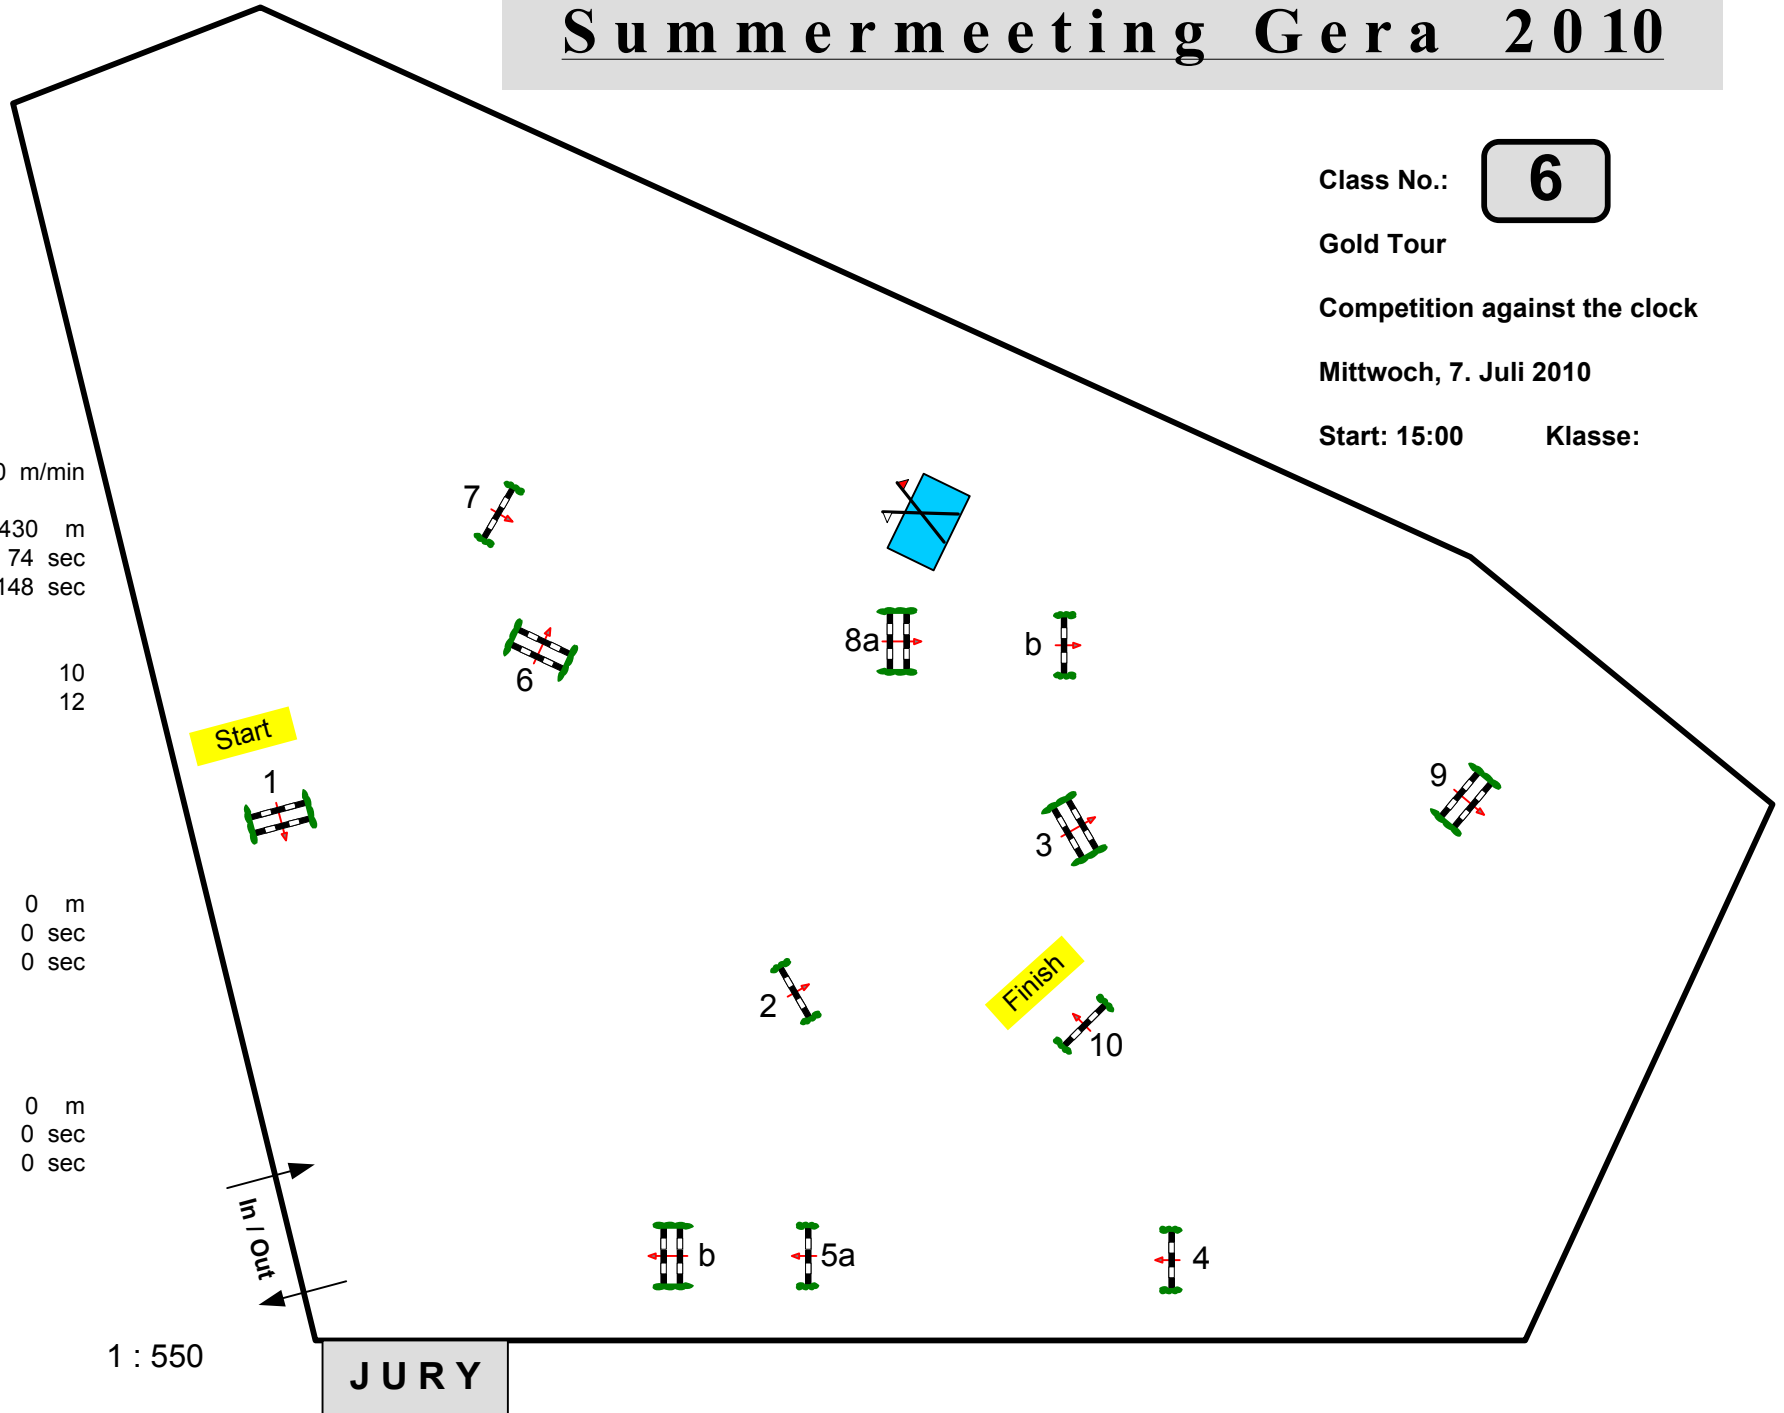 Summermeeting Gera 2010
Class No.: 6
Gold Tour
Competition against the clock
Mittwoch, 7. Juli 2010
Start: 15:00 Klasse:
0 m/min
430 m
74 sec
148 sec
10
12
0 m
0 sec
0 sec
0 m
0 sec
0 sec
7
8a
b
6
Start
1
9
3
2
Finish
10
In / Out
b
5a
4
1 : 550
JURY